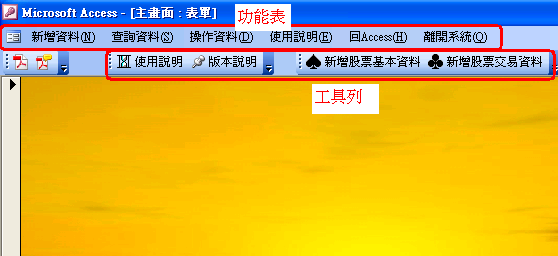 Microsoft Access - [主畫面 : 表單]
功能表
新增資料(N) 查詢資料(S) 操作資料(D) 使用說明(E) 回Access(H) 離開系統(O)
使用說明 版本說明 新增股票基本資料 新增股票交易資料
工具列